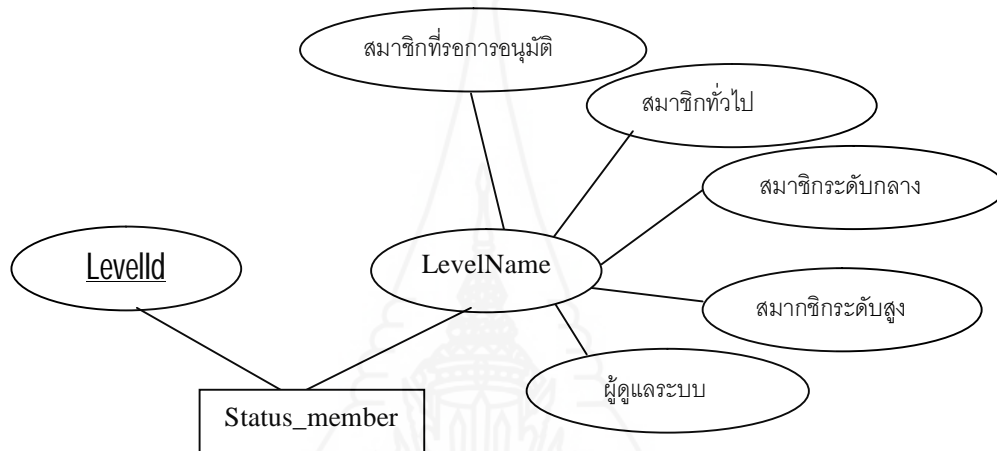 สมาชิกที่รอการอนุมัติ
สมาชิกทั่วไป
สมาชิกระดับกลาง
LevelId
LevelName
สมากชิกระดับสูง
ผู้ดูแลระบบ
Status_member